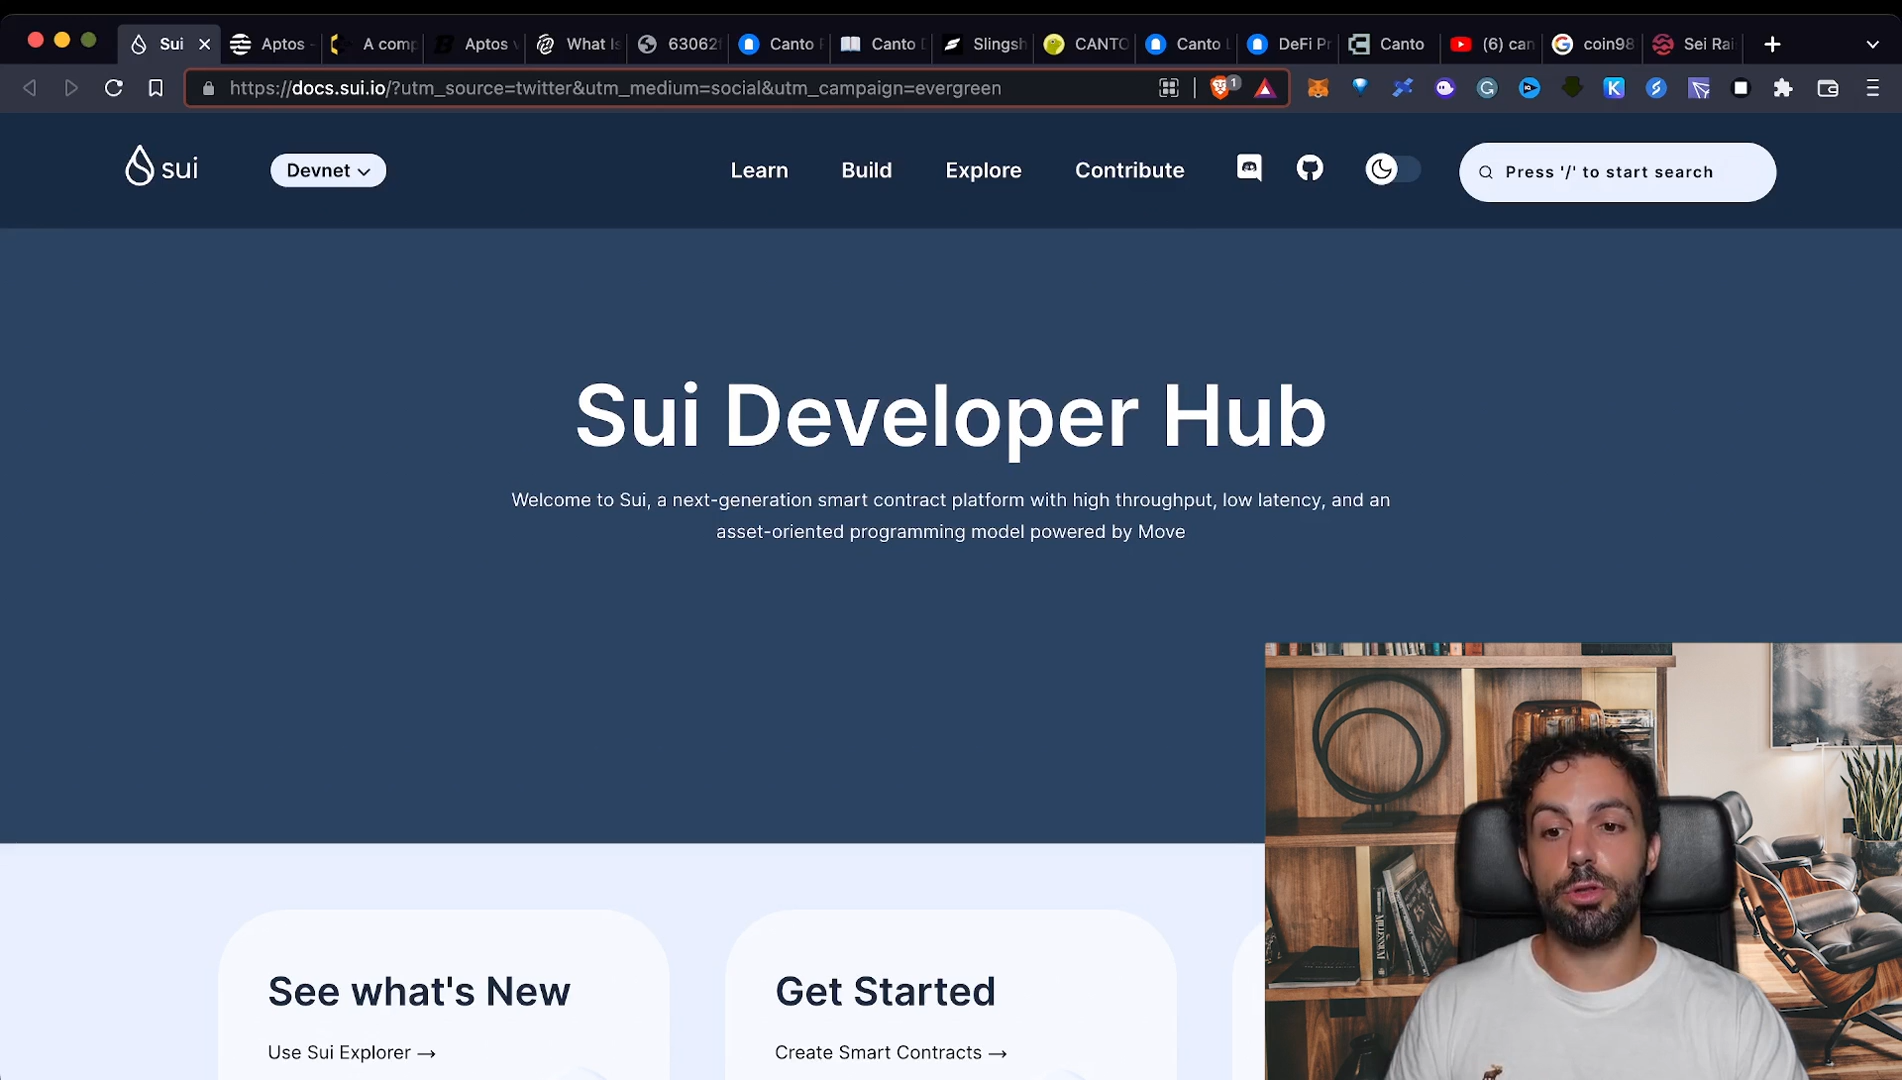 Sui
Aptos -
A comp
Aptos v
What Is
63062f
Canto
Canto
Slingsh
CANTO
Canto L
DeFi Pr
Canto
(6) can
coin98
Sei Rai
https://docs.sui.io/?utm_source=twitter&utm_medium=social&utm_campaign=evergreen
1
K
sui
Devnet
Learn
Build
Explore
Contribute
Press '/' to start search
Sui Developer Hub
Welcome to Sui, a next-generation smart contract platform with high throughput, low latency, and an
asset-oriented programming model powered by Move
See what's New
Use Sui Explorer →
Get Started
Create Smart Contracts →